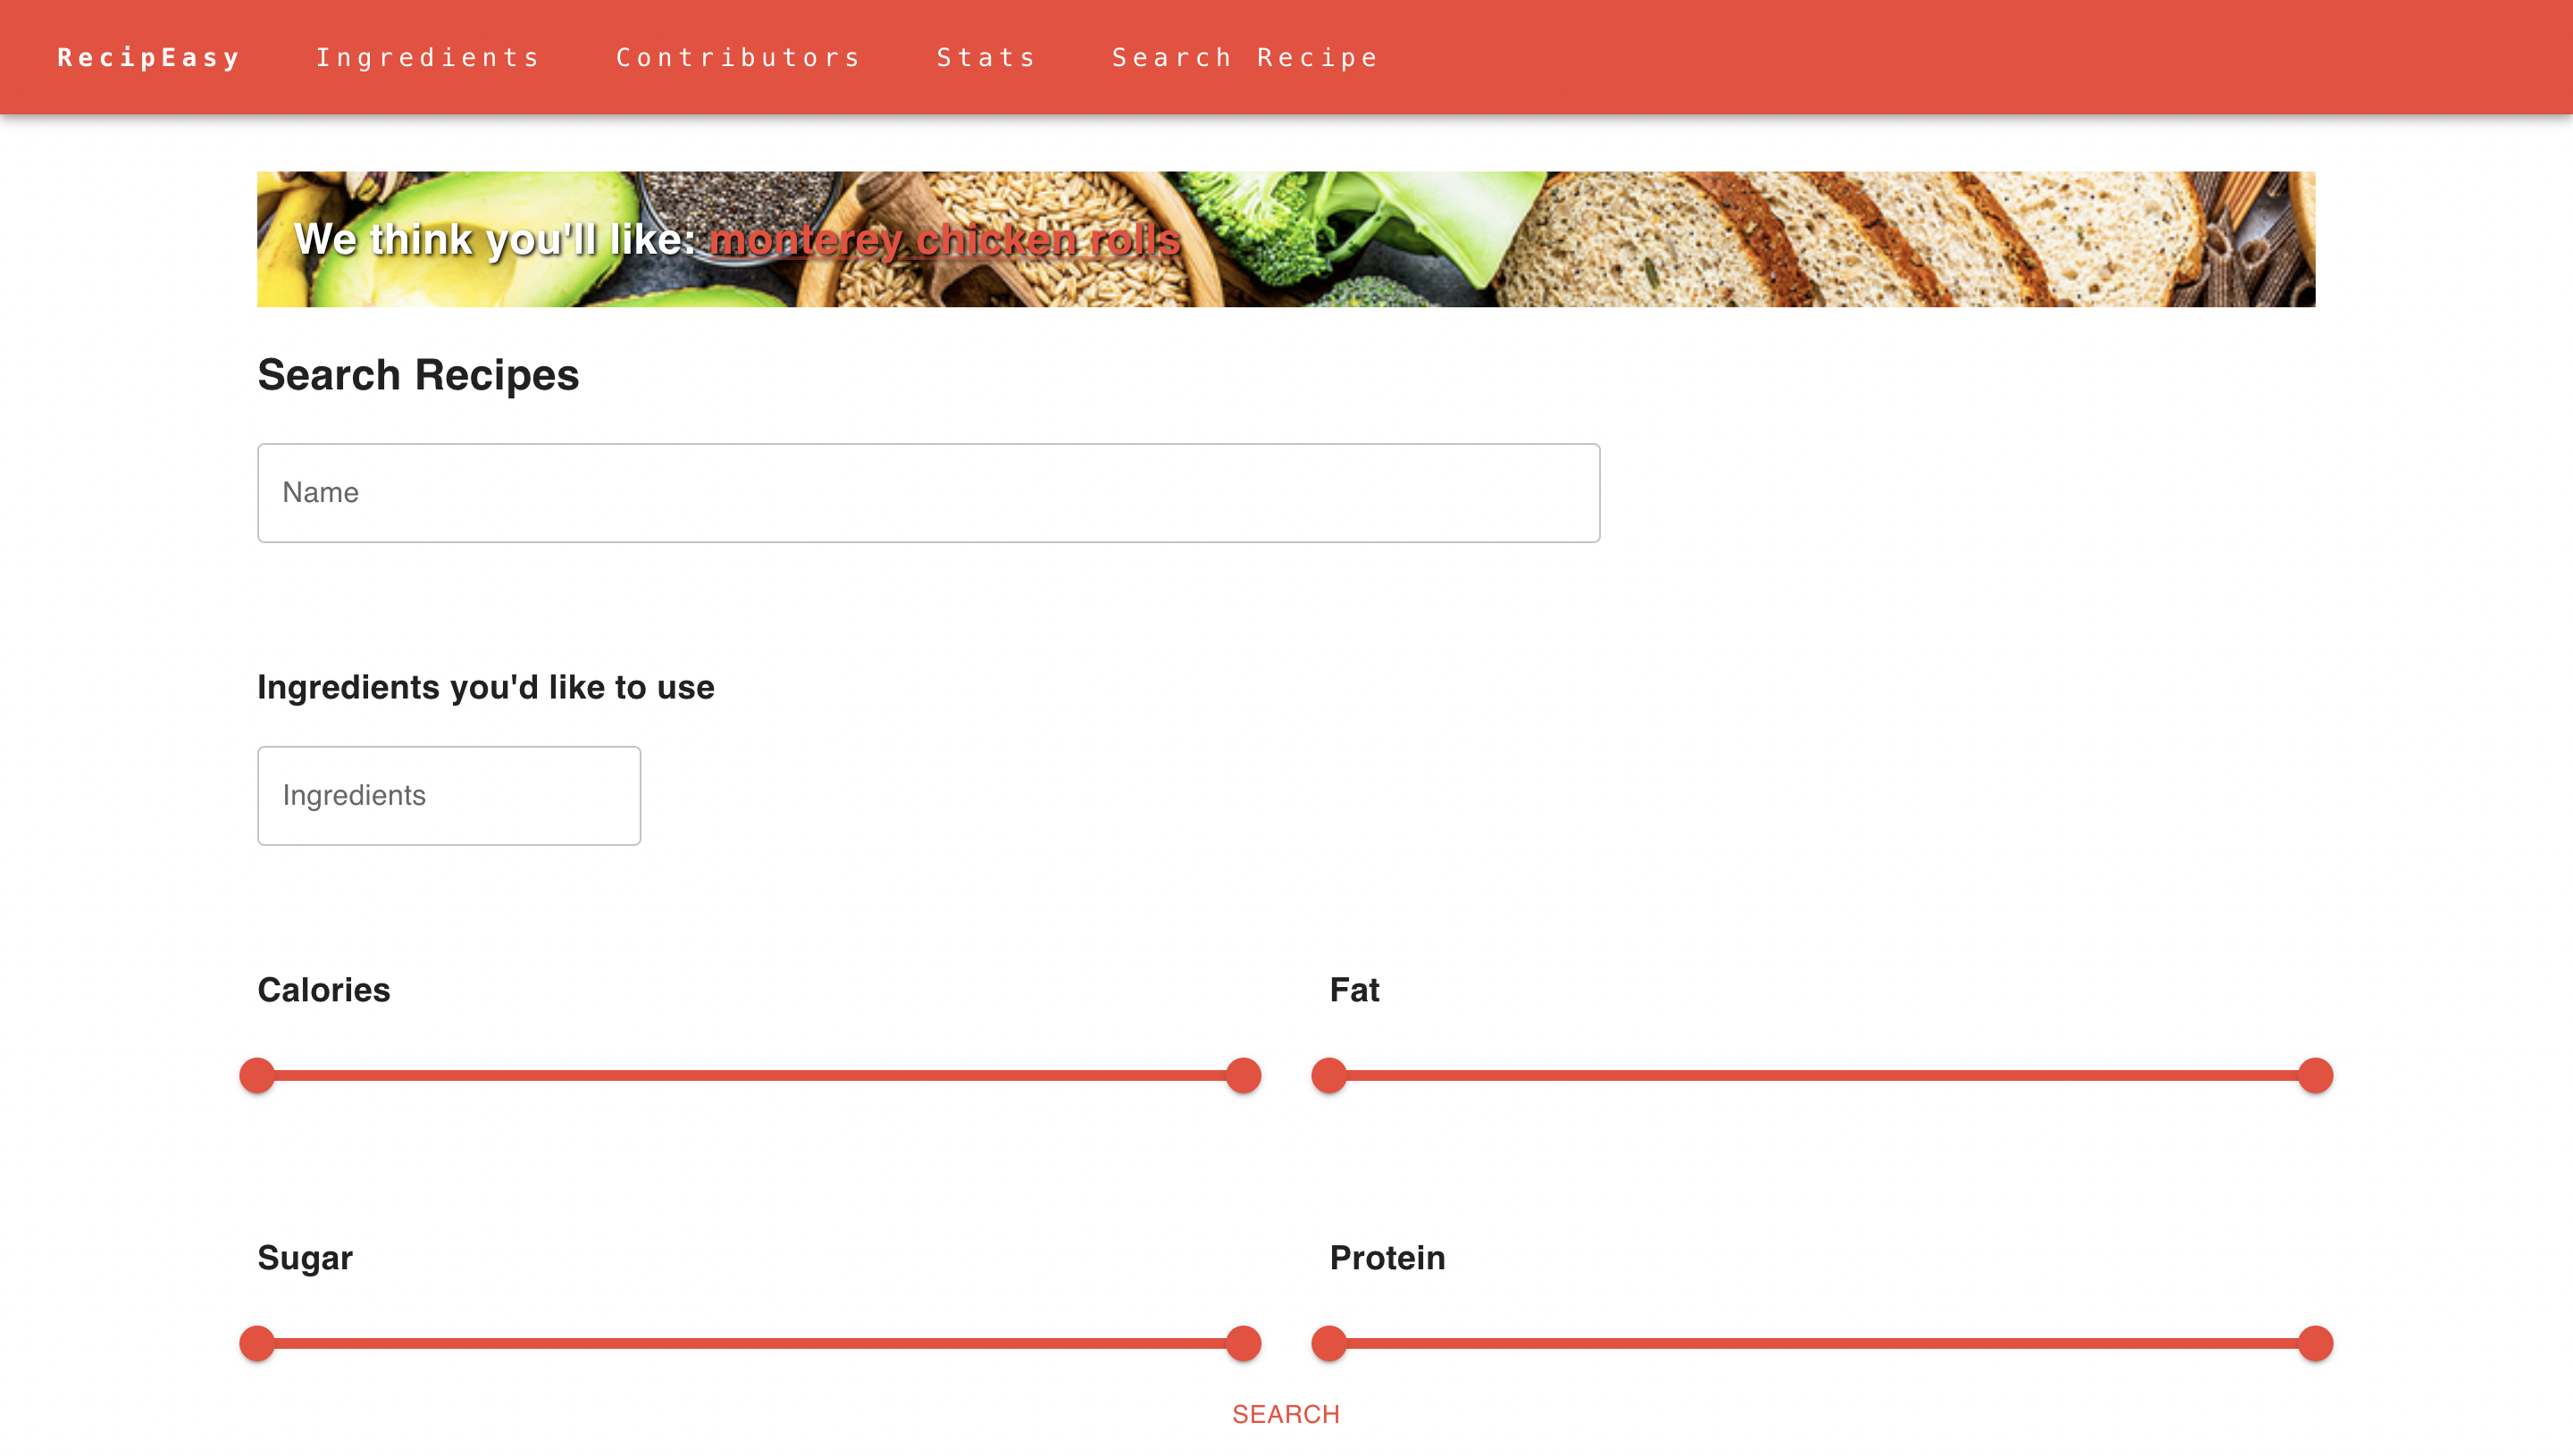 RecipEasy Ingredients Contributors Stats Search Recipe
We think you'll like: monterey chicken rolls
Search Recipes
Name
Ingredients you'd like to use
Ingredients
Calories Fat
Sugar Protein
SEARCH